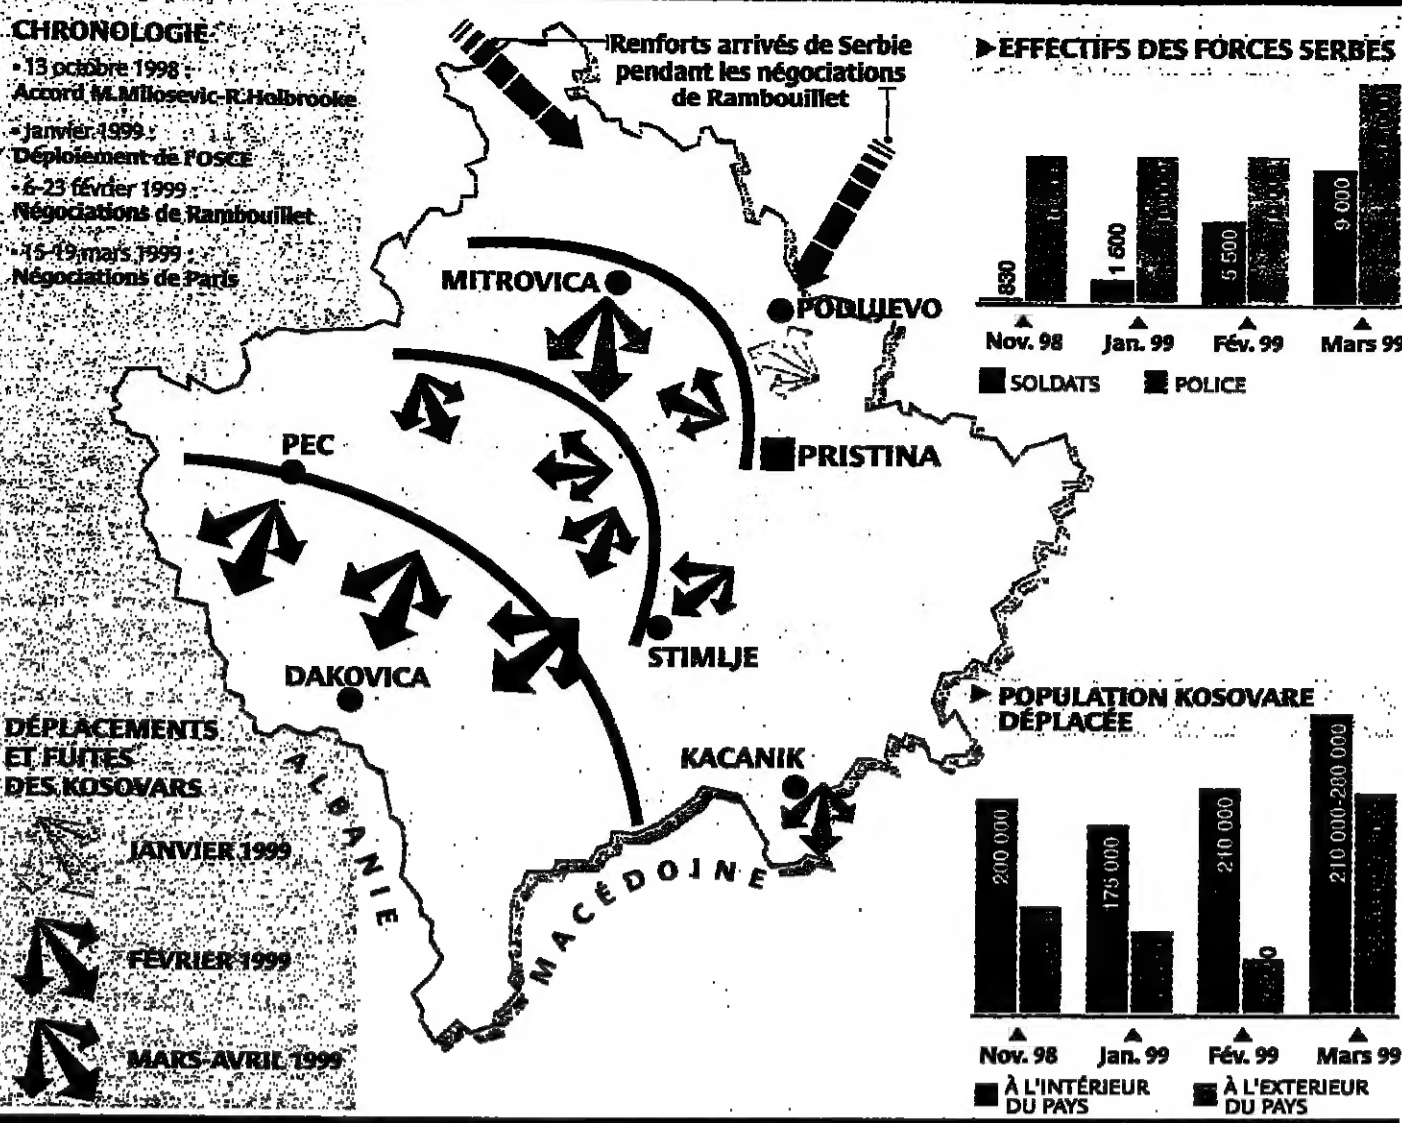 CHRONOLOGIE
• 13 octobre 1998 :
Accord M.Milosevic-R.Holbrooke
• Janvier 1999 :
Déploiement de l'OSCE
• 6-23 février 1999 :
Négociations de Rambouillet
• 15-19 mars 1999 :
Négociations de Paris
Renforts arrivés de Serbie
pendant les négociations
de Rambouillet
▶ EFFECTIFS DES FORCES SERBES
830
1 600
5 500
9 000
Nov. 98
Jan. 99
Fév. 99
Mars 99
SOLDATS
POLICE
MITROVICA
PODUJEVO
PEC
PRISTINA
STIMLJE
DAKOVICA
KACANIK
ALBANIE
MACÉDOINE
DÉPLACEMENTS
ET FUITES
DES KOSOVARS
JANVIER 1999
FÉVRIER 1999
MARS-AVRIL 1999
▶ POPULATION KOSOVARE
DÉPLACÉE
200 000
175 000
210 000
210 000-280 000
Nov. 98
Jan. 99
Fév. 99
Mars 99
À L'INTÉRIEUR
DU PAYS
À L'EXTERIEUR
DU PAYS